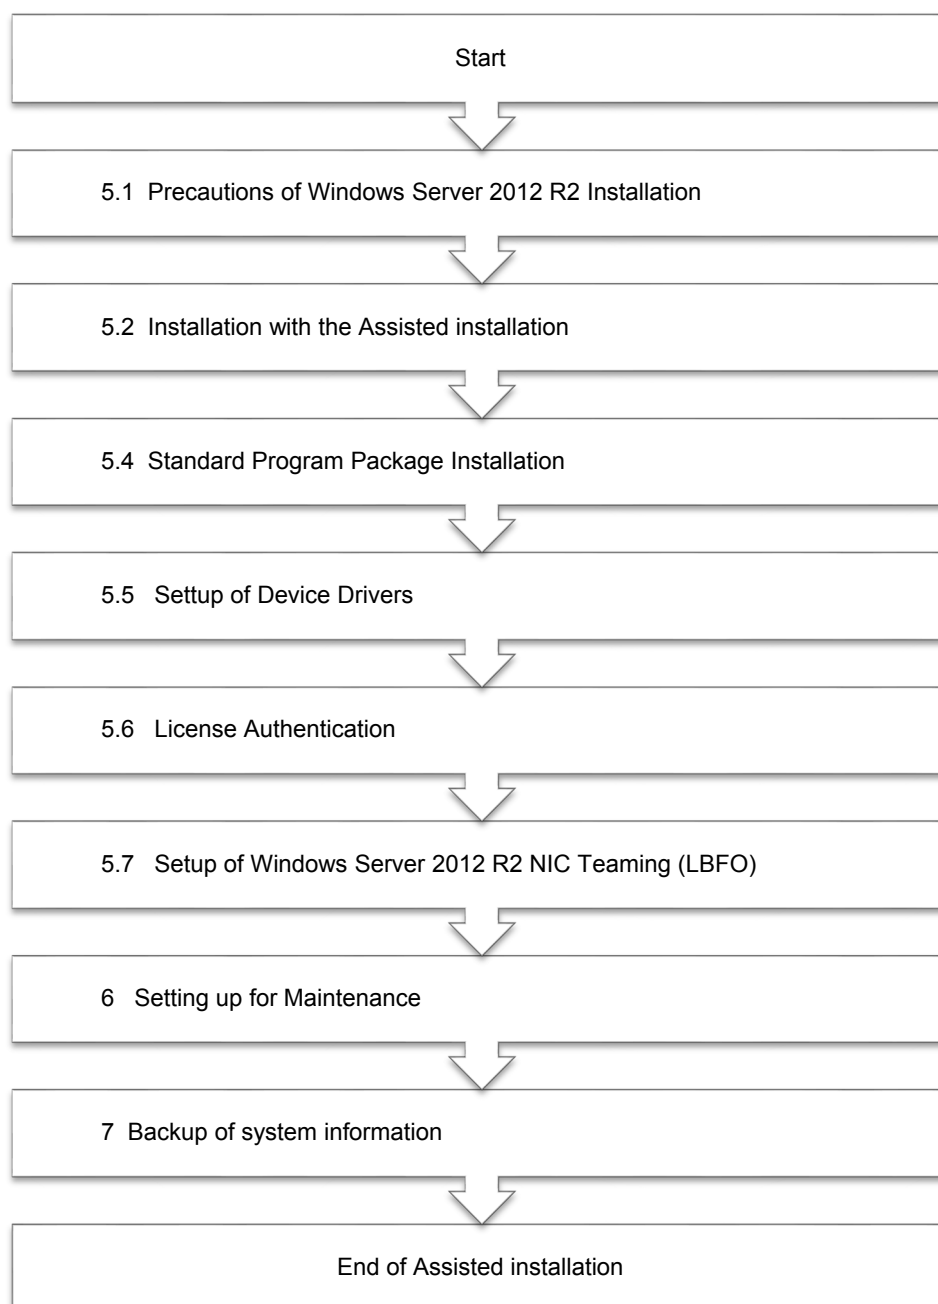 Start
5.1 Precautions of Windows Server 2012 R2 Installation
5.2 Installation with the Assisted installation
5.4 Standard Program Package Installation
5.5 Settup of Device Drivers
5.6 License Authentication
5.7 Setup of Windows Server 2012 R2 NIC Teaming (LBFO)
6 Setting up for Maintenance
7 Backup of system information
End of Assisted installation